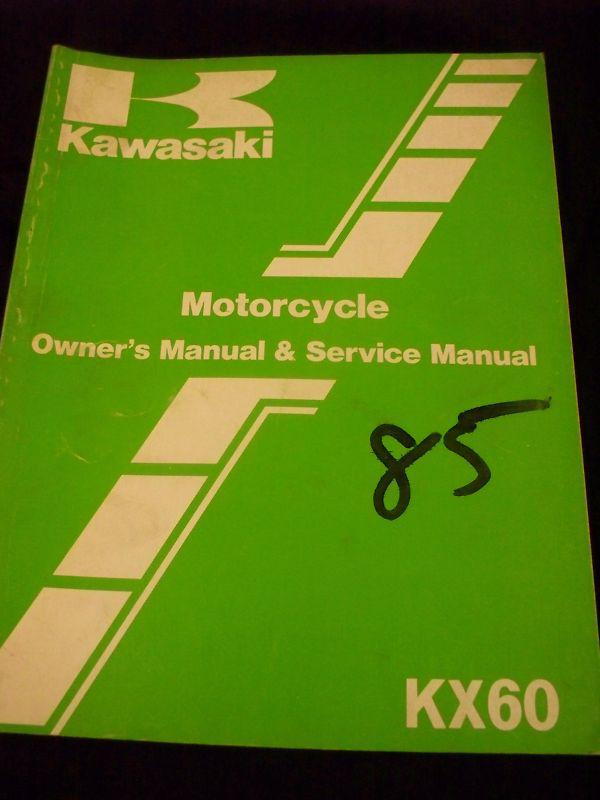 Kawasaki
Motorcycle
Owner's Manual & Service Manual
85
KX60